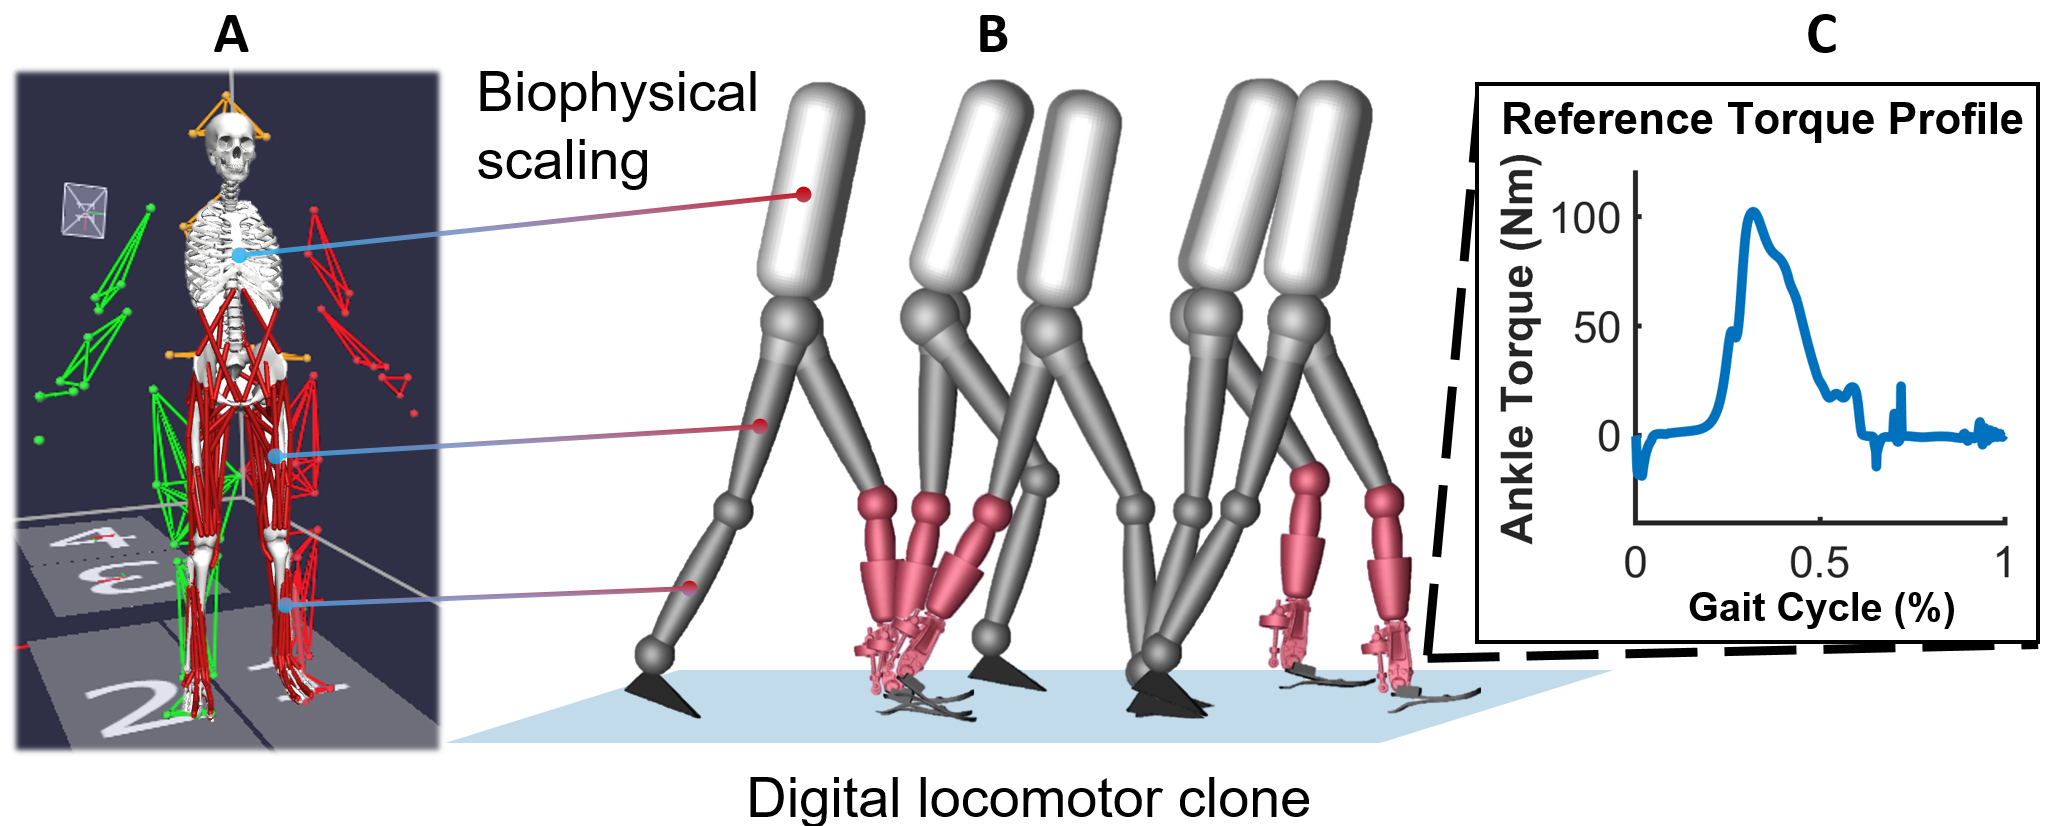 A
B
C
Biophysical
scaling
Reference Torque Profile
Ankle Torque (Nm)
100
50
0
0
0.5
1
Gait Cycle (%)
4
3
2
1
Digital locomotor clone